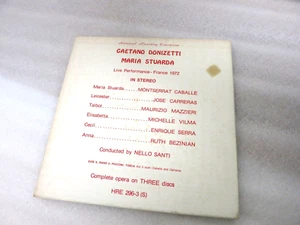 GAETANO DONIZETTI
MARIA STUARDA
Live Performance - France 1972
IN STEREO
Maria Stuarda......MONTSERRAT CABALLE
Leicester..............JOSE CARRERAS
Talbot..............MAURIZIO MAZZIERI
Elisabetta...........MICHELLE VILMA
Cecil................ENRIQUE SERRA
Anna................RUTH BEZINIAN
Conducted by NELLO SANTI
Complete opera on THREE discs
HRE 296-3 (S)